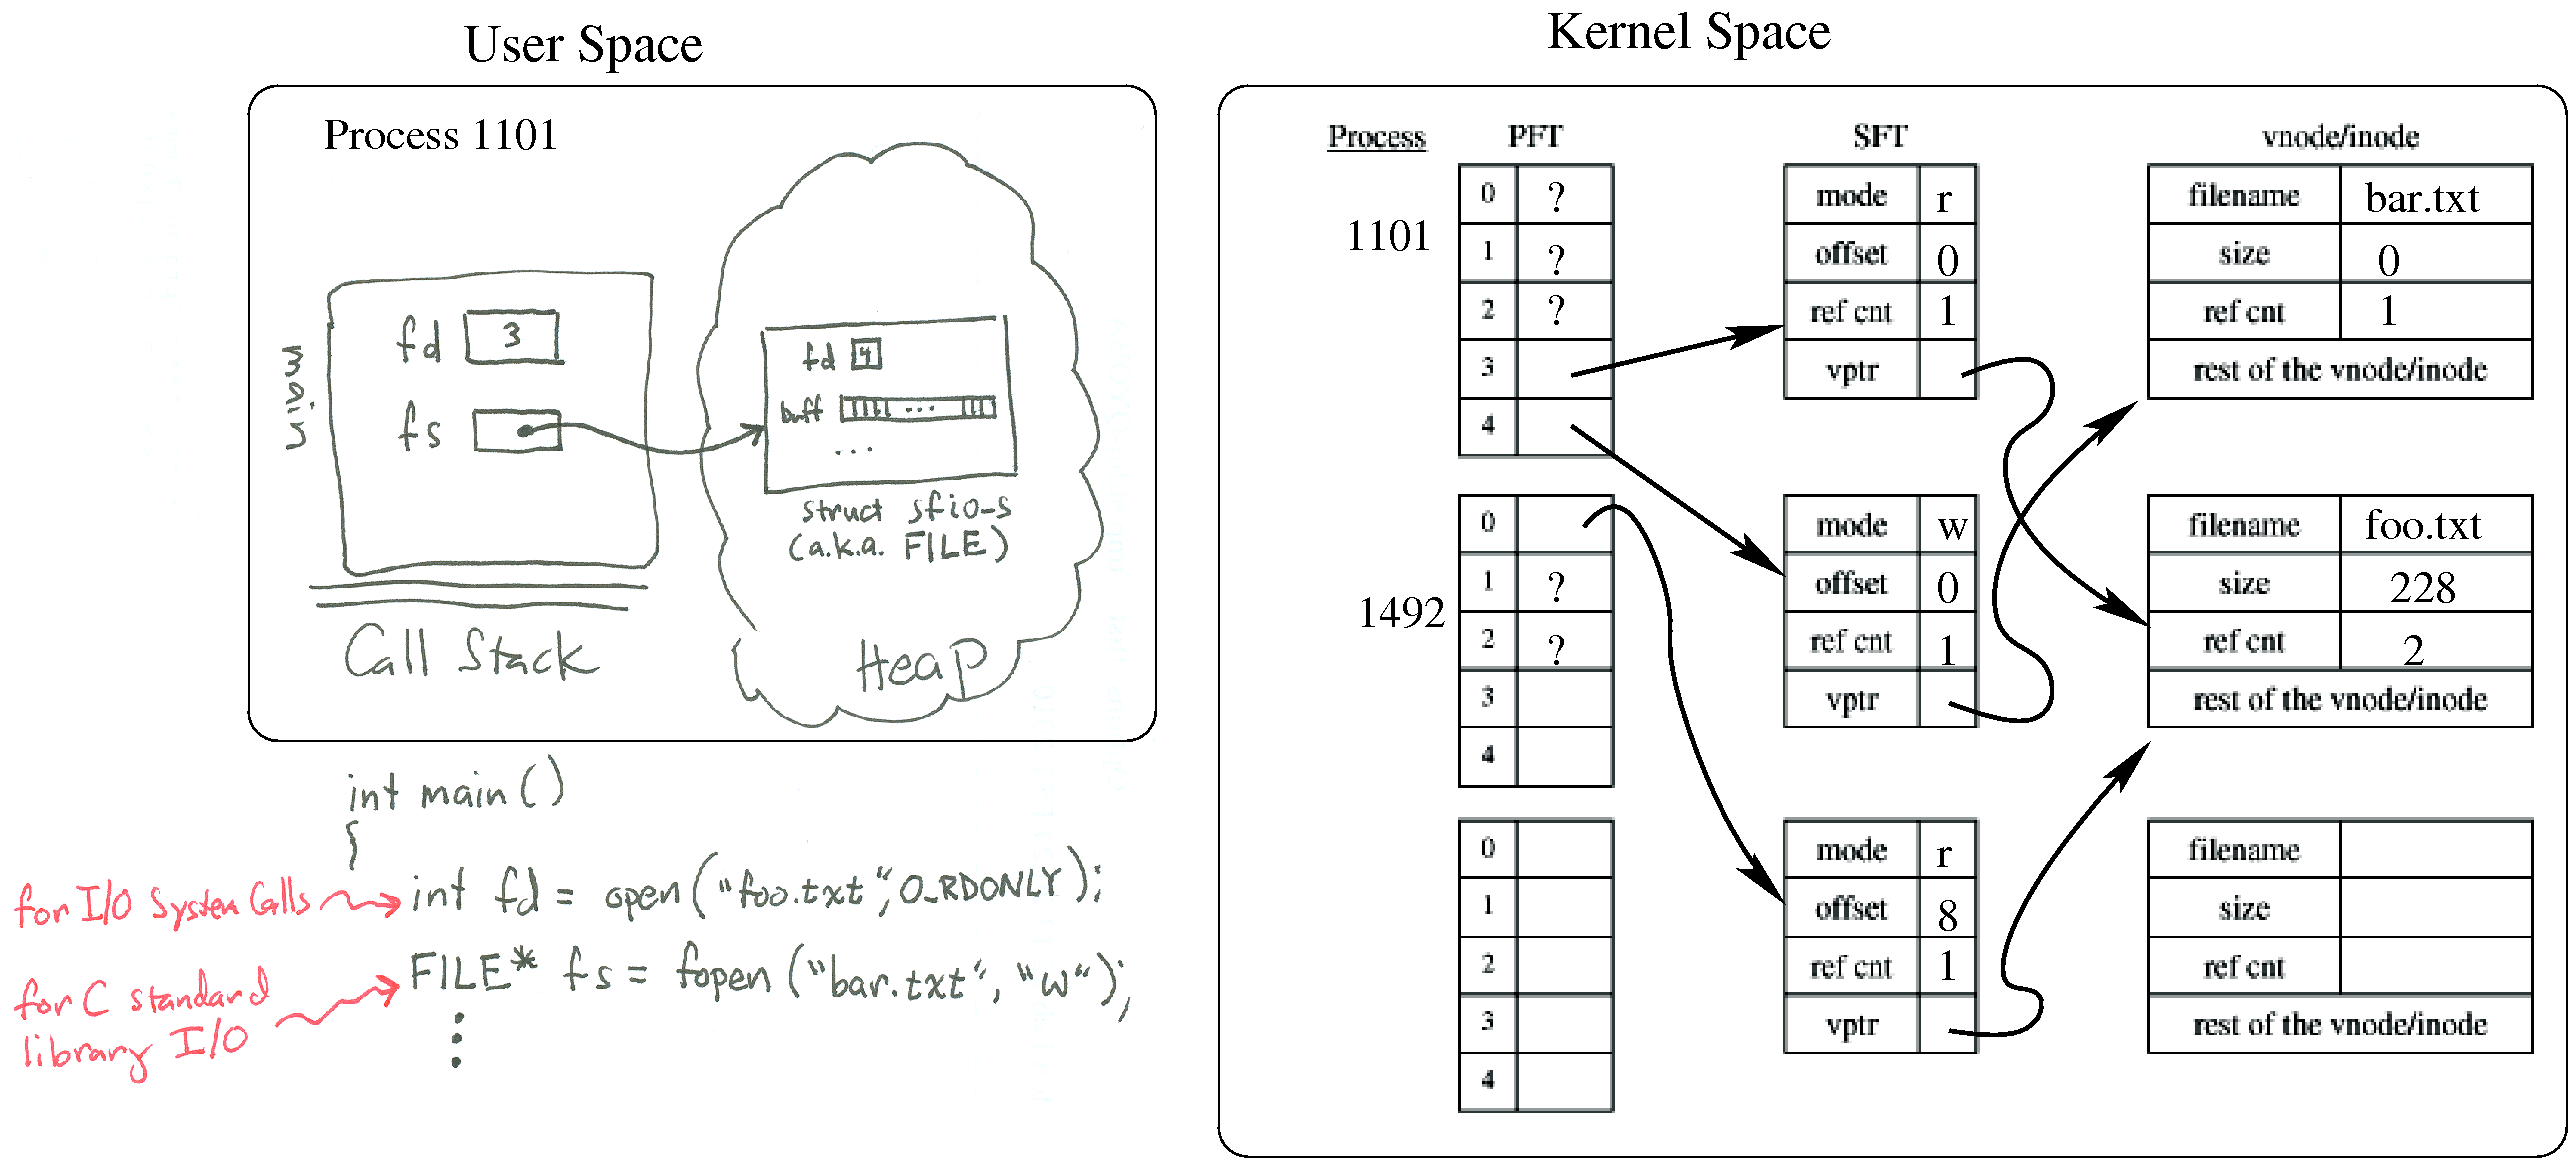 User Space
Process 1101
main
fd 3
fs
fd 4
buff ...
...
struct sfio-s
(a.k.a. FILE)
Call Stack
Heap
int main()
{
for I/O System Calls
int fd = open("foo.txt", O_RDONLY);
for C standard
library I/O
FILE* fs = fopen("bar.txt", "w");
Kernel Space
Process PFT SFT vnode/inode
1101
0 ?
1 ?
2 ?
3
4
1492
0
1 ?
2 ?
3
4
0
1
2
3
4
mode r
offset 0
ref cnt 1
vptr
mode w
offset 0
ref cnt 1
vptr
mode r
offset 8
ref cnt 1
vptr
filename bar.txt
size 0
ref cnt 1
rest of the vnode/inode
filename foo.txt
size 228
ref cnt 2
rest of the vnode/inode
filename
size
ref cnt
rest of the vnode/inode